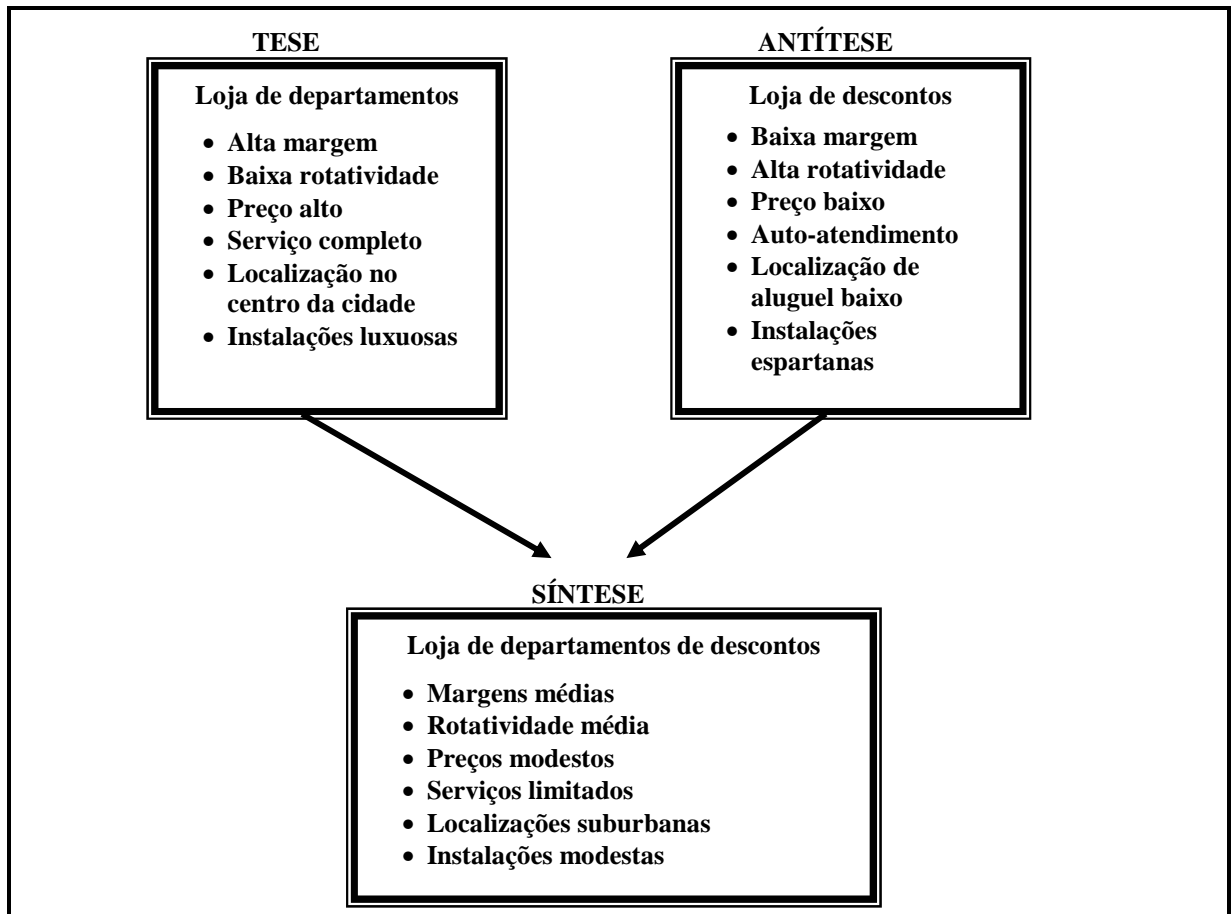 TESE
Loja de departamentos
• Alta margem
• Baixa rotatividade
• Preço alto
• Serviço completo
• Localização no
centro da cidade
• Instalações luxuosas
ANTÍTESE
Loja de descontos
• Baixa margem
• Alta rotatividade
• Preço baixo
• Auto-atendimento
• Localização de
aluguel baixo
• Instalações
espartanas
SÍNTESE
Loja de departamentos de descontos
• Margens médias
• Rotatividade média
• Preços modestos
• Serviços limitados
• Localizações suburbanas
• Instalações modestas